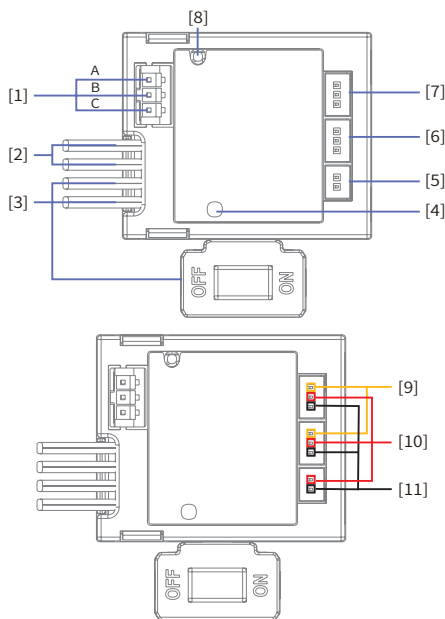 [8]
A
[1]
B
C
[7]
[2]
[6]
[5]
[3]
[4]
OFF
ON
[9]
[10]
[11]
OFF
ON